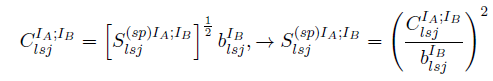 $C_{lsj}^{I_A;I_B} = \left[ S_{lsj}^{(sp)I_A;I_B} \right]^{\frac{1}{2}} b_{lsj}^{I_B}, \rightarrow S_{lsj}^{(sp)I_A;I_B} = \left( \frac{C_{lsj}^{I_A;I_B}}{b_{lsj}^{I_B}} \right)^2$